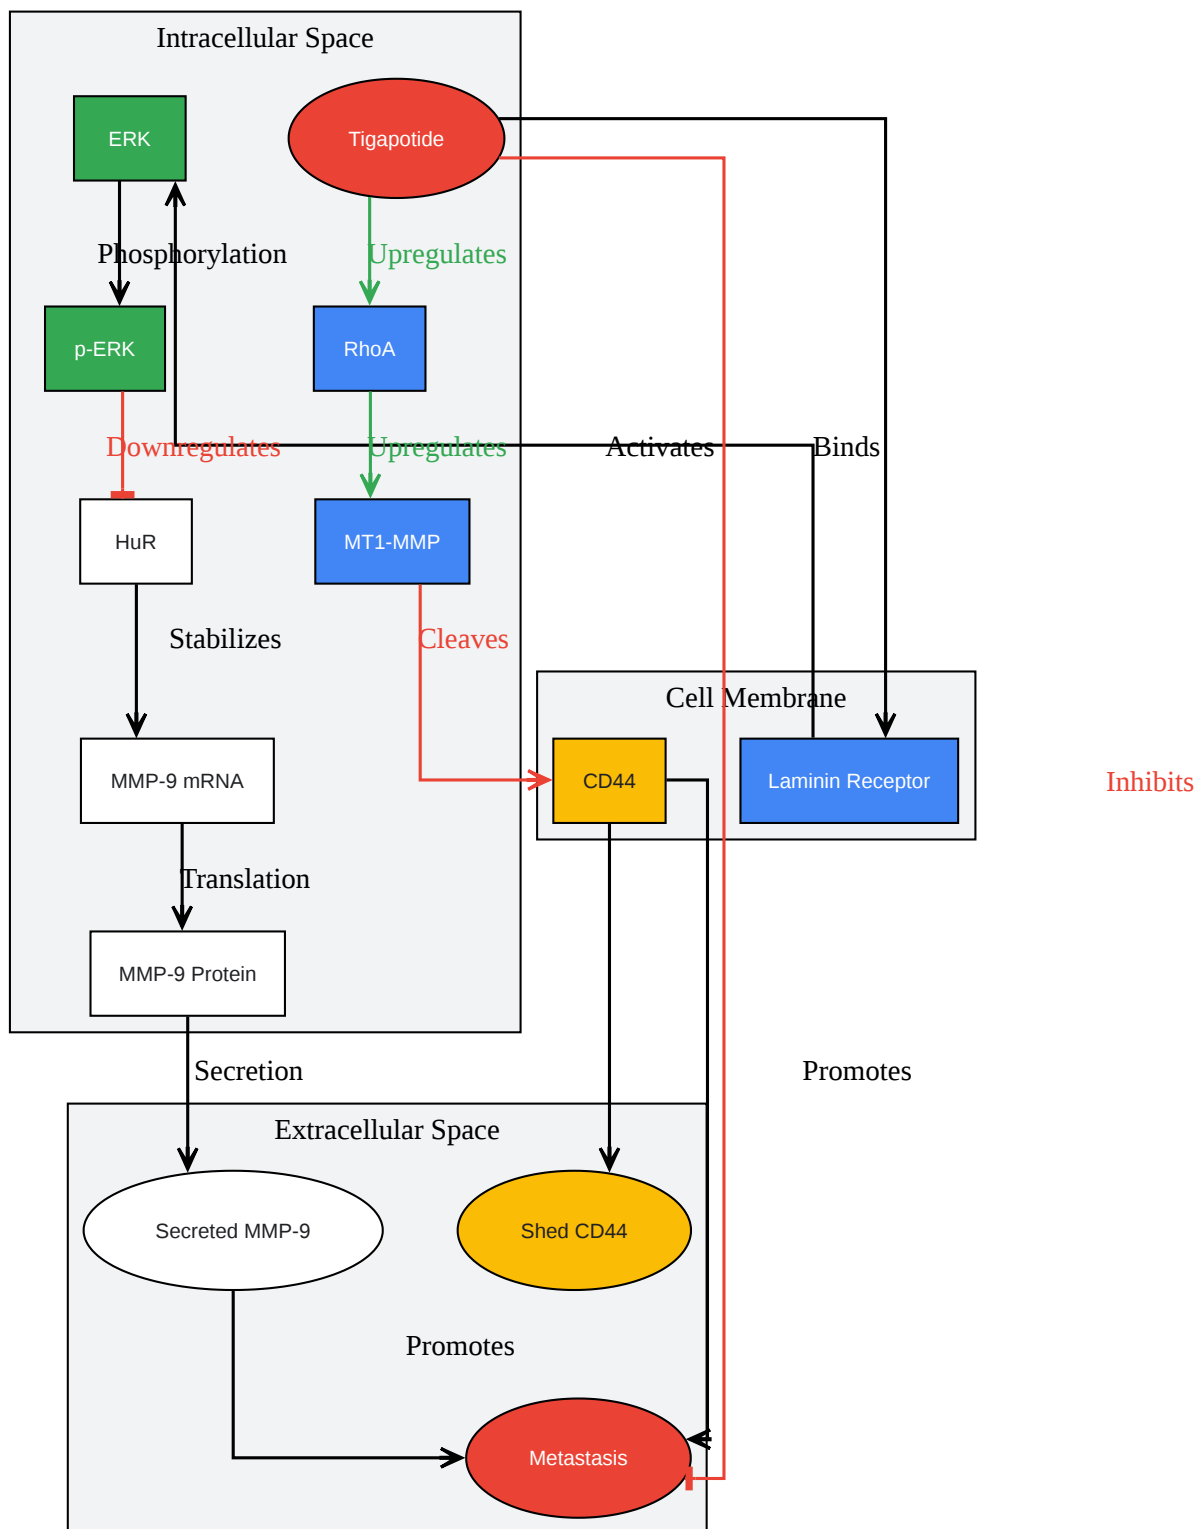 Intracellular Space
ERK
Tigapotide
Phosphorylation
Upregulates
p-ERK
RhoA
Downregulates
Upregulates
Activates
Binds
HuR
MT1-MMP
Stabilizes
Cleaves
Cell Membrane
MMP-9 mRNA
CD44
Laminin Receptor
Inhibits
Translation
MMP-9 Protein
Secretion
Promotes
Extracellular Space
Secreted MMP-9
Shed CD44
Promotes
Metastasis